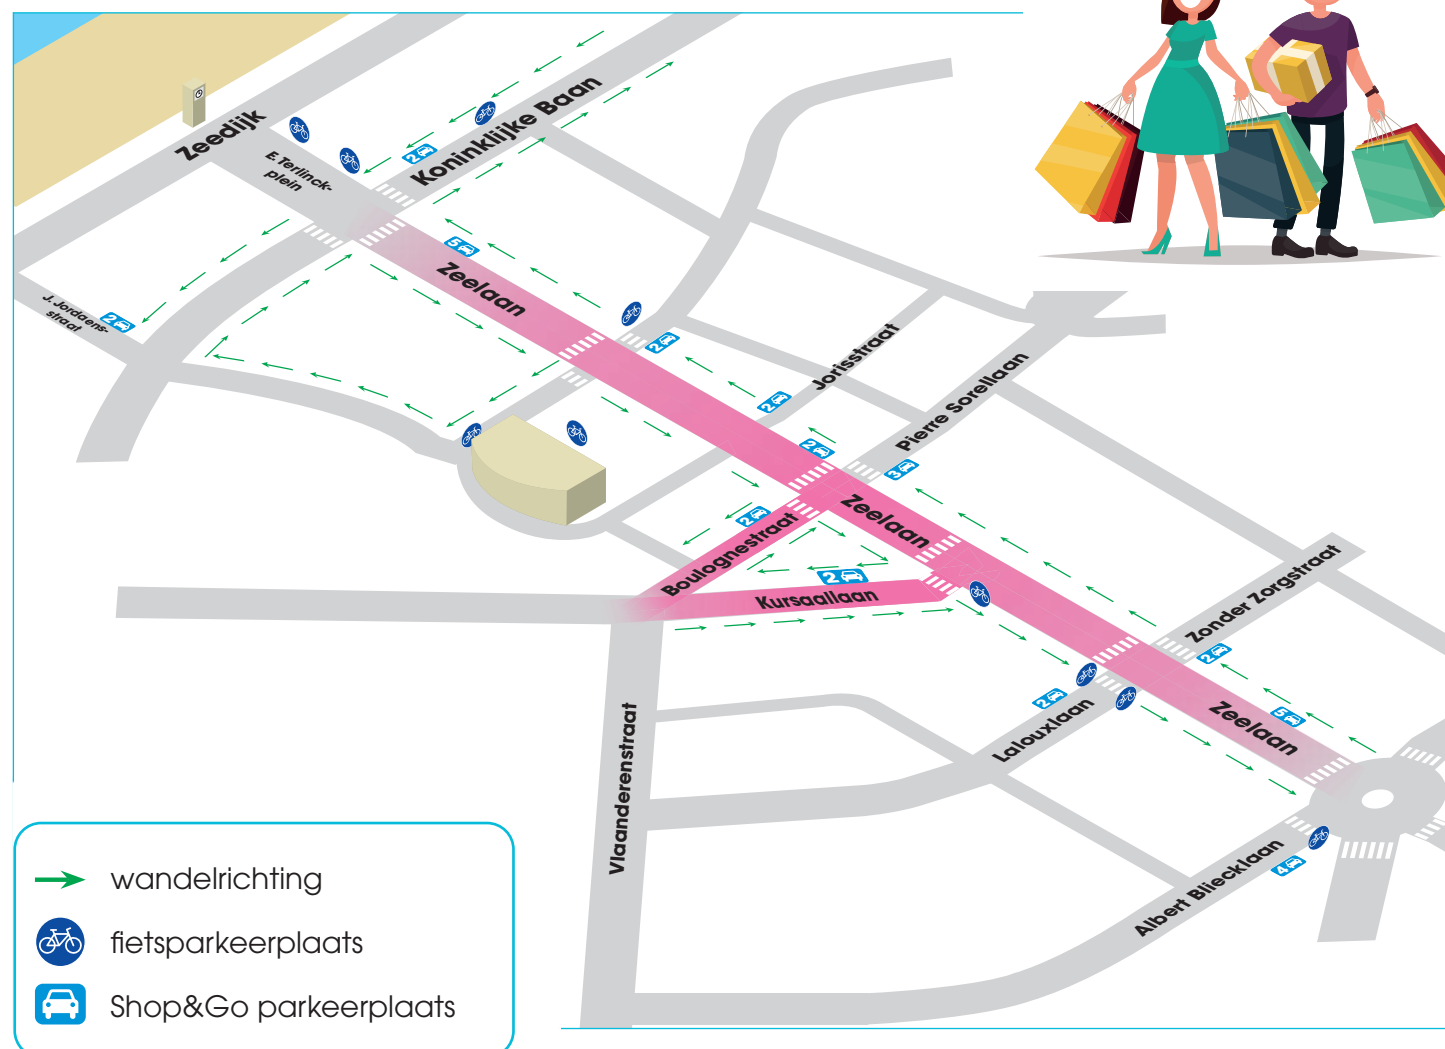 Zeedijk
Koninklijke Baan
2
E. Terlinck-
plein
5
Zeelaan
J. Jordaens-
straat
2
2
Jorisstraat
2
Pierre Sorellaan
2
3
Zeelaan
2
Boulognestraat
2
Kursaallaan
Zonder Zorgstraat
2
2
Lalouxlaan
Zeelaan
5
Vlaanderenstraat
Albert Bliecklaan
4
wandelrichting
fietsparkeerplaats
Shop&Go parkeerplaats